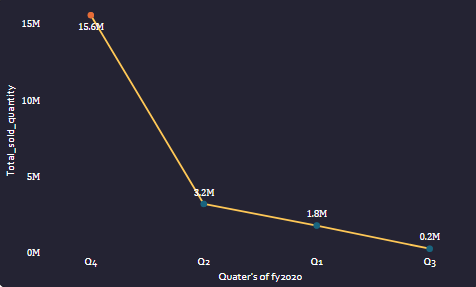 15M
15.6M
10M
Total_sold_quantity
5M
3.2M
1.8M
0.2M
0M
Q4 Q2 Q1 Q3
Quater's of fy2020